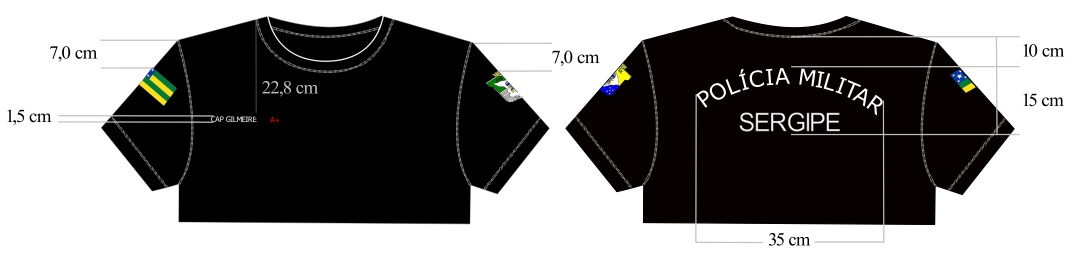 7,0 cm
22,8 cm
1,5 cm
CAP GILMEIRE A+
7,0 cm
10 cm
15 cm
POLÍCIA MILITAR
SERGIPE
35 cm